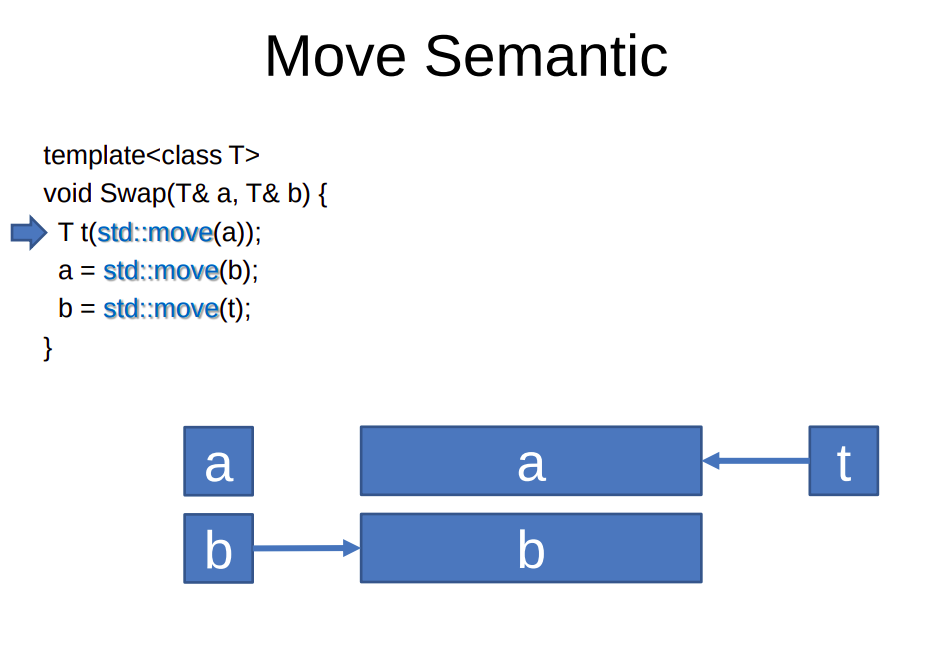 Move Semantic
template<class T>
void Swap(T& a, T& b) {
T t(std::move(a));
a = std::move(b);
b = std::move(t);
}
a a t
b b